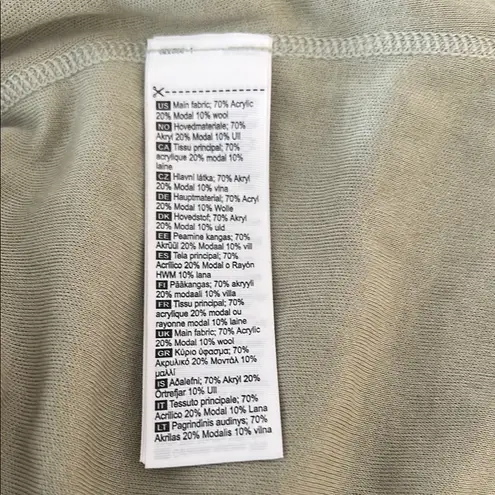 US Main fabric; 70% Acrylic
20% Modal 10% wool
NO Hovedmateriale; 70%
Akryl 20% Modal 10% Ull
CA Tissu principal; 70%
acrylique 20% modal 10%
laine
CZ Hlavní látka; 70% Akryl
20% Modal 10% vlna
DE Hauptmaterial; 70% Acryl
20% Modal 10% Wolle
DK Hovedstof; 70% Akryl
20% Modal 10% uld
EE Peamine kangas; 70%
Akrüül 20% Modaal 10% vill
ES Tela principal; 70%
Acrílico 20% Modal o Rayón
HWM 10% lana
FI Pääkangas; 70% akryyli
20% modaali 10% villa
FR Tissu principal; 70%
acrylique 20% modal ou
rayonne modal 10% laine
UK Main fabric; 70% Acrylic
20% Modal 10% wool
GR Κύριο ύφασμα; 70%
Ακρυλικό 20% Μοντάλ 10%
μαλλί
IS Aðalefni; 70% Akrýl 20%
Örtrefjar 10% Ull
IT Tessuto principale; 70%
Acrilico 20% Modal 10% Lana
LT Pagrindinis audinys; 70%
Akrilas 20% Modalis 10% vilna